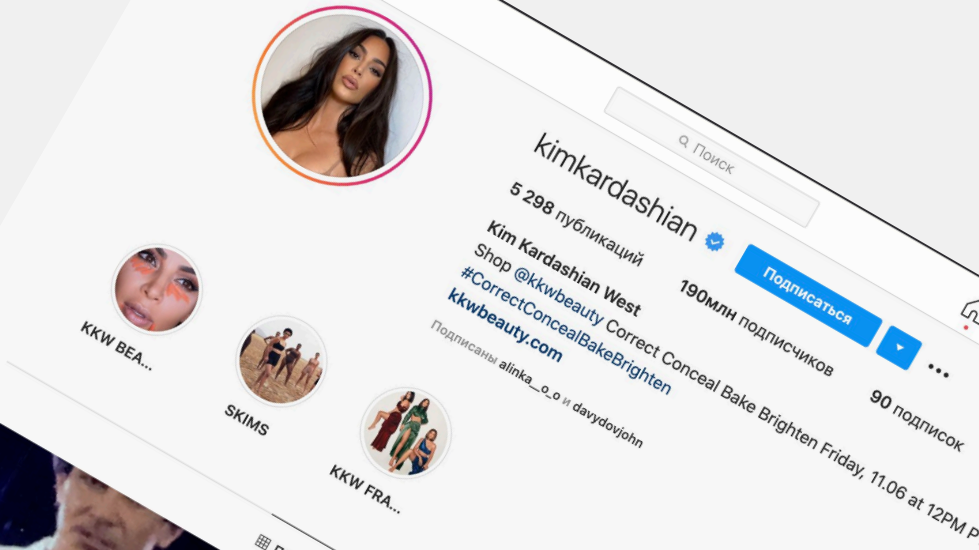 Поиск
kimkardashian
Подписаться
5 298 публикаций
190млн подписчиков
90 подписок
Kim Kardashian West
Shop @kkwbeauty Correct Conceal Bake Brighten Friday, 11.06 at 12PM
#CorrectConcealBakeBrighten
kkwbeauty.com
Подписаны alinka__o_o и davydovjohn
KKW BEA...
SKIMS
KKW FRA...